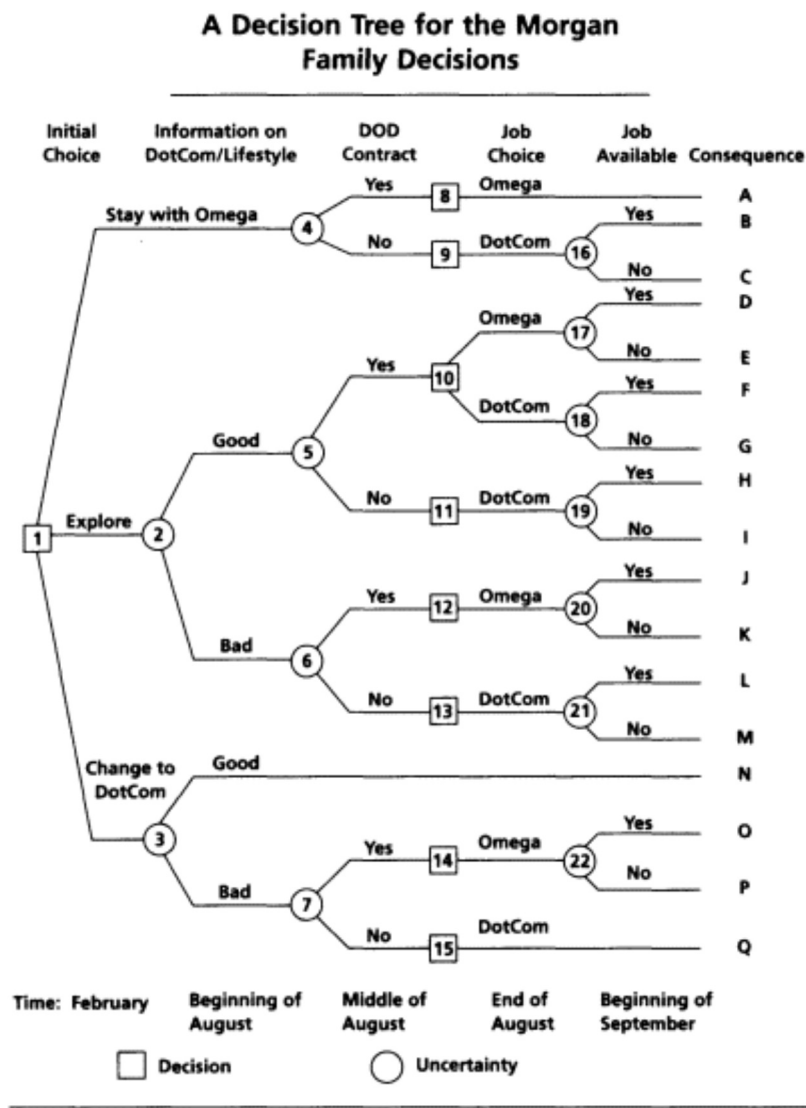 A Decision Tree for the Morgan
Family Decisions
Initial Choice
Information on DotCom/Lifestyle
DOD Contract
Job Choice
Job Available
Consequence
Yes
8
Omega
A
Stay with Omega
4
Yes
B
No
9
DotCom
16
No
C
Yes
D
Omega
17
No
E
Yes
10
Yes
F
DotCom
18
No
G
Good
5
Yes
H
No
11
DotCom
19
No
I
1
Explore
2
Yes
J
Yes
12
Omega
20
No
K
Bad
6
Yes
L
No
13
DotCom
21
No
M
Change to
DotCom
Good
N
3
Yes
O
Yes
14
Omega
22
No
P
Bad
7
No
15
DotCom
Q
Time: February
Beginning of August
Middle of August
End of August
Beginning of September
Decision
Uncertainty